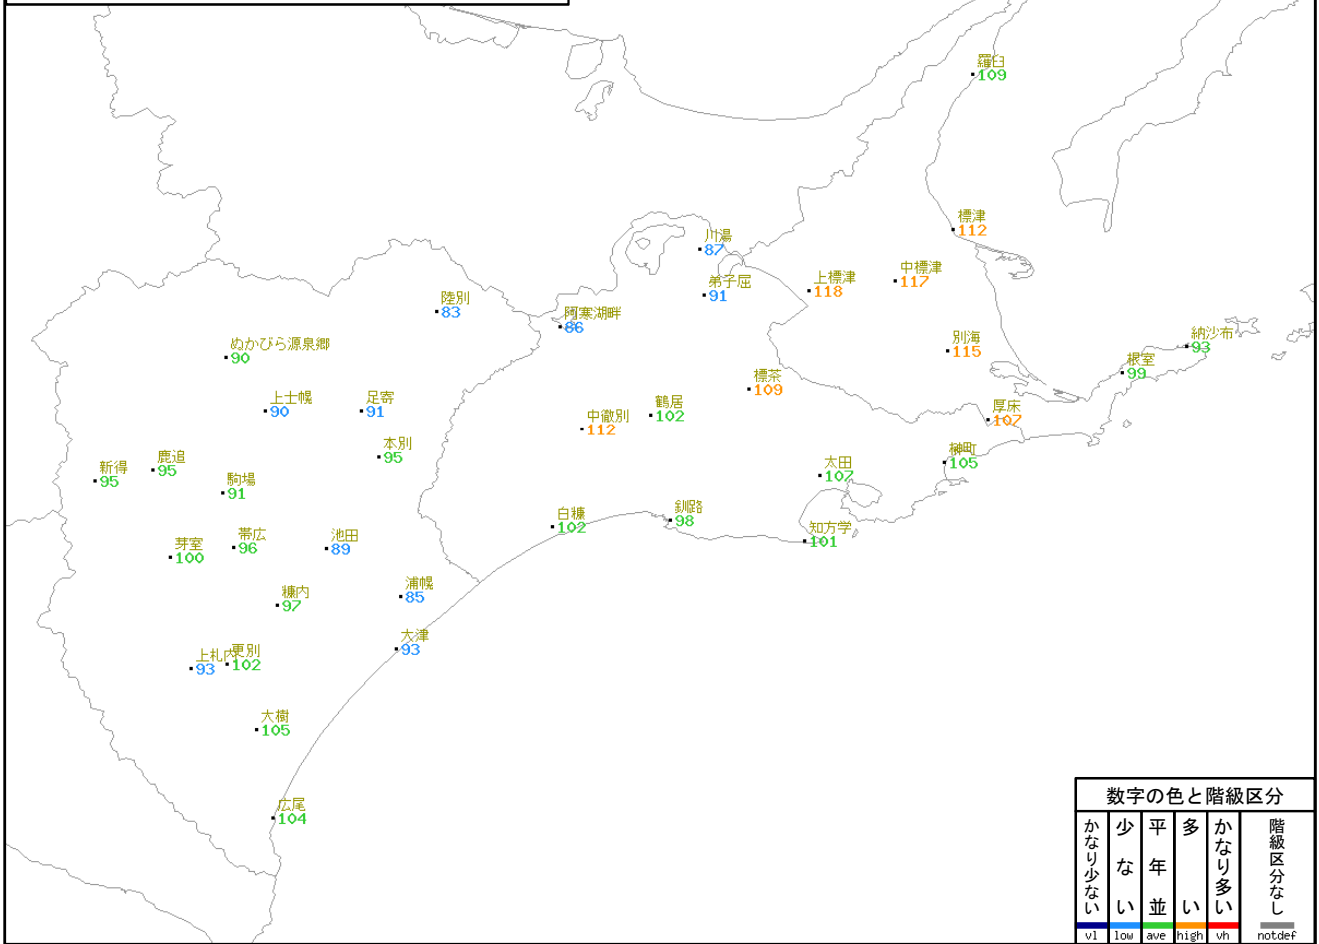 羅臼
109
標津
112
川湯
87
中標津
117
上標津
118
弟子屈
91
陸別
83
阿寒湖畔
86
ぬかびら源泉郷
90
納沙布
93
別海
115
根室
99
標茶
109
上士幌
90
足寄
91
鶴居
102
厚床
107
中徹別
112
本別
95
榊町
105
鹿追
95
新得
95
太田
107
駒場
91
白糠
102
釧路
98
知方学
101
帯広
96
池田
89
芽室
100
浦幌
85
糠内
97
大津
93
上札内
93
更別
102
大樹
105
広尾
104
数字の色と階級区分
かなり少ない
少ない
平年並
多い
かなり多い
階級区分なし
vl
low
ave
high
vh
notdef